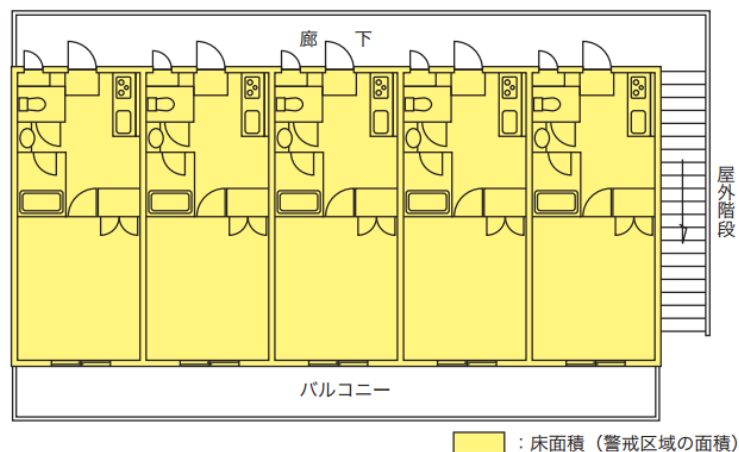 廊 下
屋外階段
バルコニー
：床面積（警戒区域の面積）